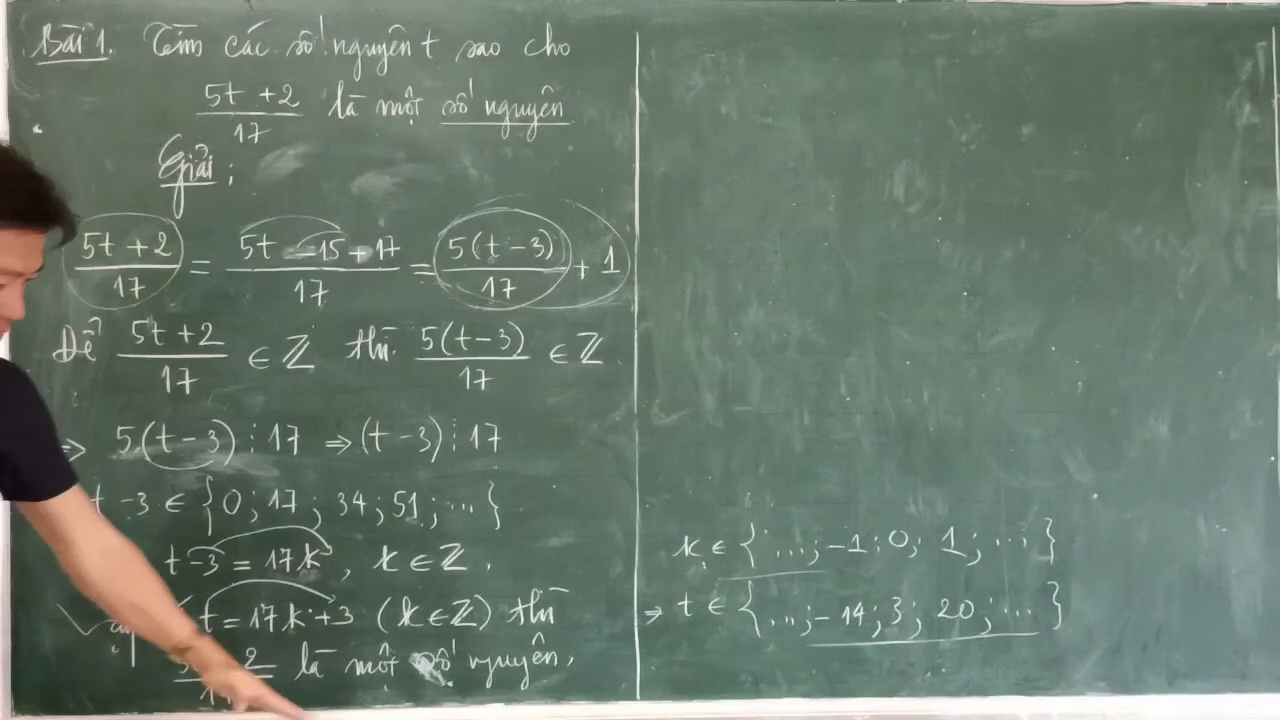 Bài 1. Tìm các số nguyên t sao cho
5t + 2 / 17 là một số nguyên
Giải:
5t + 2 / 17 = 5t - 15 + 17 / 17 = 5(t - 3) / 17 + 1
Để 5t + 2 / 17 ∈ ℤ thì 5(t - 3) / 17 ∈ ℤ
⇒ 5(t - 3) ⋮ 17 ⇒ (t - 3) ⋮ 17
t - 3 ∈ {0; 17; 34; 51; ...}
t - 3 = 17k, k ∈ ℤ.
t = 17k + 3 (k ∈ ℤ) thì
2 là một số nguyên.
k ∈ {...; -1; 0; 1; ...}
⇒ t ∈ {...; -14; 3; 20; ...}